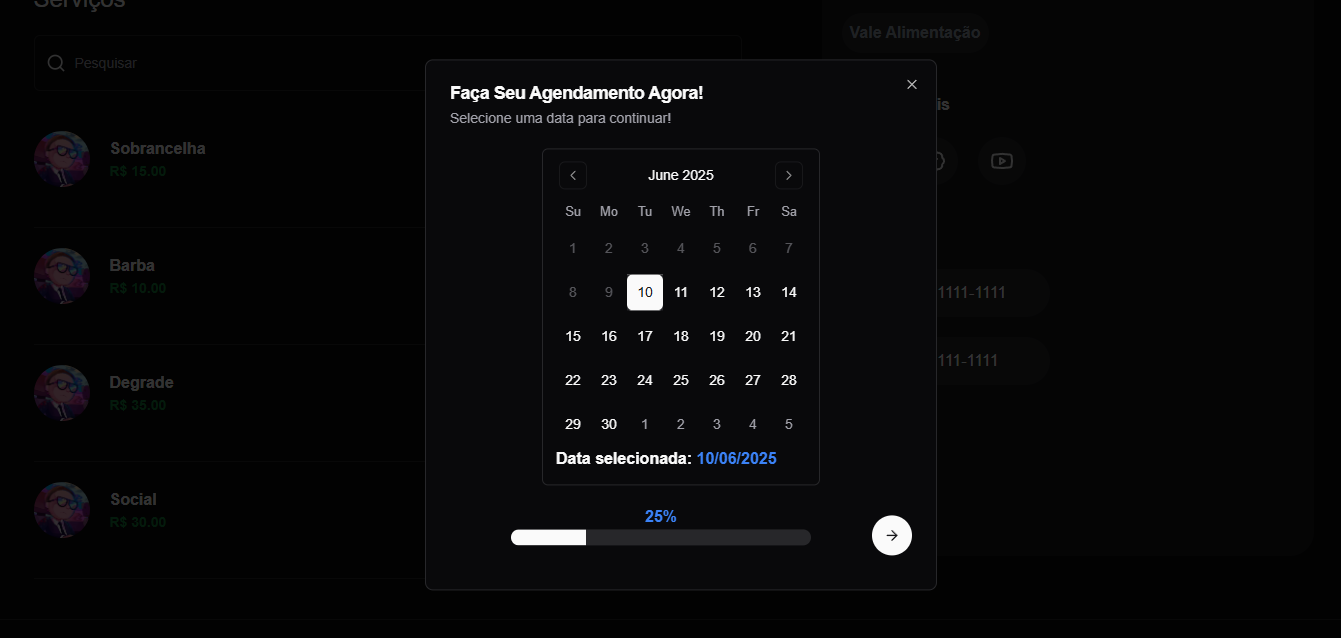 Serviços
Pesquisar
Sobrancelha
R$ 15.00
Barba
R$ 10.00
Degrade
R$ 35.00
Social
R$ 30.00
Faça Seu Agendamento Agora!
Selecione uma data para continuar!
June 2025
Su Mo Tu We Th Fr Sa
1 2 3 4 5 6 7
8 9 10 11 12 13 14
15 16 17 18 19 20 21
22 23 24 25 26 27 28
29 30 1 2 3 4 5
Data selecionada: 10/06/2025
25%
Vale Alimentação
is
1111-1111
111-1111